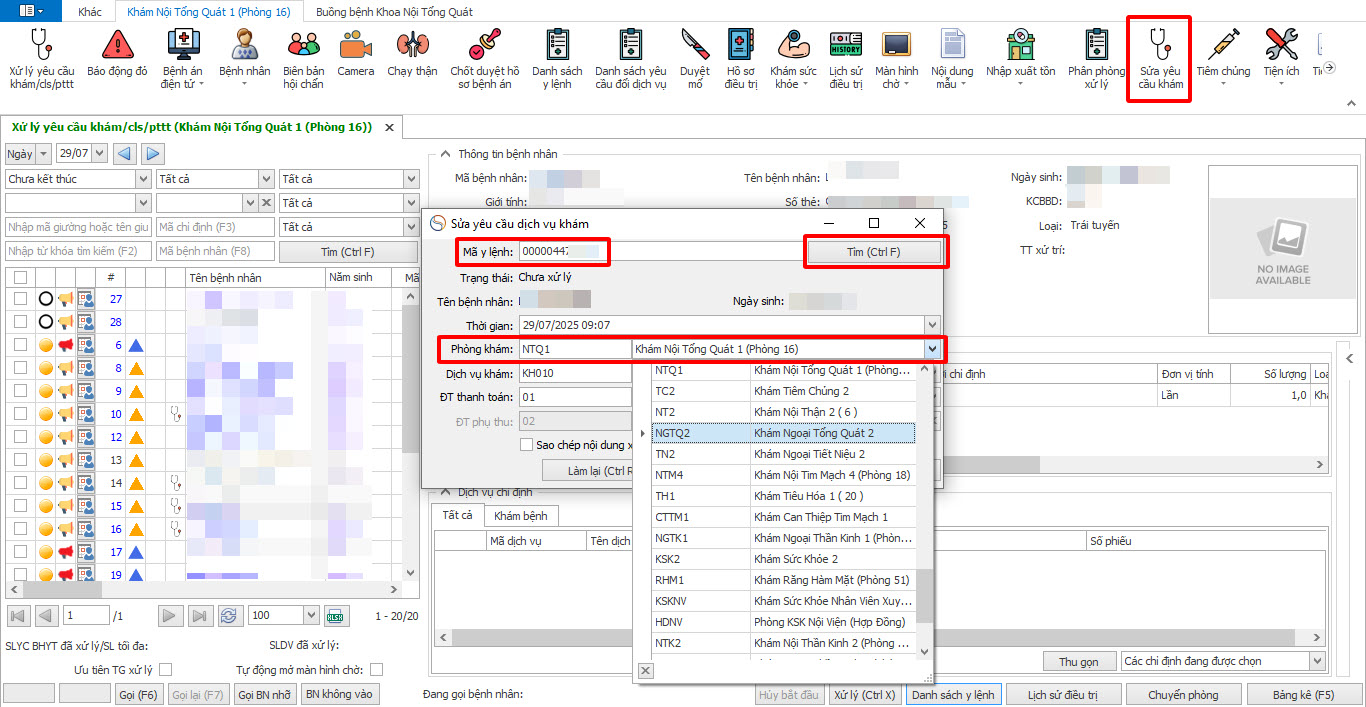 Khác
Khám Nội Tổng Quát 1 (Phòng 16)
Buồng bệnh Khoa Nội Tổng Quát
Xử lý yêu cầu khám/cls/pttt
Báo động đỏ
Bệnh án điện tử
Bệnh nhân
Biên bản hội chẩn
Camera
Chạy thận
Chốt duyệt hồ sơ bệnh án
Danh sách y lệnh
Danh sách yêu cầu đổi dịch vụ
Duyệt mổ
Hồ sơ điều trị
Khám sức khỏe
HISTORY
Lịch sử điều trị
Màn hình chờ
Nội dung mẫu
Nhập xuất tồn
Phân phòng xử lý
Sửa yêu cầu khám
Tiêm chủng
Tiện ích
Xử lý yêu cầu khám/cls/pttt (Khám Nội Tổng Quát 1 (Phòng 16))
Ngày 29/07
Chưa kết thúc Tất cả Tất cả
Tất cả
Nhập mã giường hoặc tên giu Mã chỉ định (F3) Tất cả
Nhập từ khóa tìm kiếm (F2) Mã bệnh nhân (F8) Tìm (Ctrl F)
# Tên bệnh nhân Năm sinh Mã
27
28
6
8
9
10
12
13
14
15
16
17
19
1 /1 100 XLSX 1 - 20/20
SLYC BHYT đã xử lý/SL tối đa: SLDV đã xử lý:
Ưu tiên TG xử lý Tự động mở màn hình chờ:
Gọi (F6) Gọi lại (F7) Gọi BN nhỡ BN không vào
Thông tin bệnh nhân
Mã bệnh nhân: Tên bệnh nhân: Ngày sinh:
Giới tính: Số thẻ: KCBBD:
5 Loại: Trái tuyến
TT xử trí:
NO IMAGE
AVAILABLE
Sửa yêu cầu dịch vụ khám
Mã y lệnh: 00000447 Tìm (Ctrl F)
Trạng thái: Chưa xử lý
Tên bệnh nhân: Ngày sinh:
Thời gian: 29/07/2025 09:07
Phòng khám: NTQ1 Khám Nội Tổng Quát 1 (Phòng 16)
Dịch vụ khám: KH010
ĐT thanh toán: 01
ĐT phụ thu: 02
Sao chép nội dung x
Làm lại (Ctrl R
NTQ1 Khám Nội Tổng Quát 1 (Phòng...
TC2 Khám Tiêm Chủng 2
NT2 Khám Nội Thận 2 ( 6 )
NGTQ2 Khám Ngoại Tổng Quát 2
TN2 Khám Ngoại Tiết Niệu 2
NTM4 Khám Nội Tim Mạch 4 (Phòng 18)
TH1 Khám Tiêu Hóa 1 ( 20 )
CTTM1 Khám Can Thiệp Tim Mạch 1
NGTK1 Khám Ngoại Thần Kinh 1 (Phòn...
KSK2 Khám Sức Khỏe 2
RHM1 Khám Răng Hàm Mặt (Phòng 51)
KSKNV Khám Sức Khỏe Nhân Viên Xuy...
HDNV Phòng KSK Nội Viện (Hợp Đồng)
NTK2 Khám Nội Thần Kinh 2 (Phòng ...
i chỉ định Đơn vị tính Số lượng Loạ
Lần 1,0 Khá
Dịch vụ chỉ định
Tất cả Khám bệnh
Mã dịch vụ Tên dịch Số phiếu
Thu gọn Các chỉ định đang được chọn
Đang gọi bệnh nhân: Hủy bắt đầu Xử lý (Ctrl X) Danh sách y lệnh Lịch sử điều trị Chuyển phòng Bảng kê (F5)